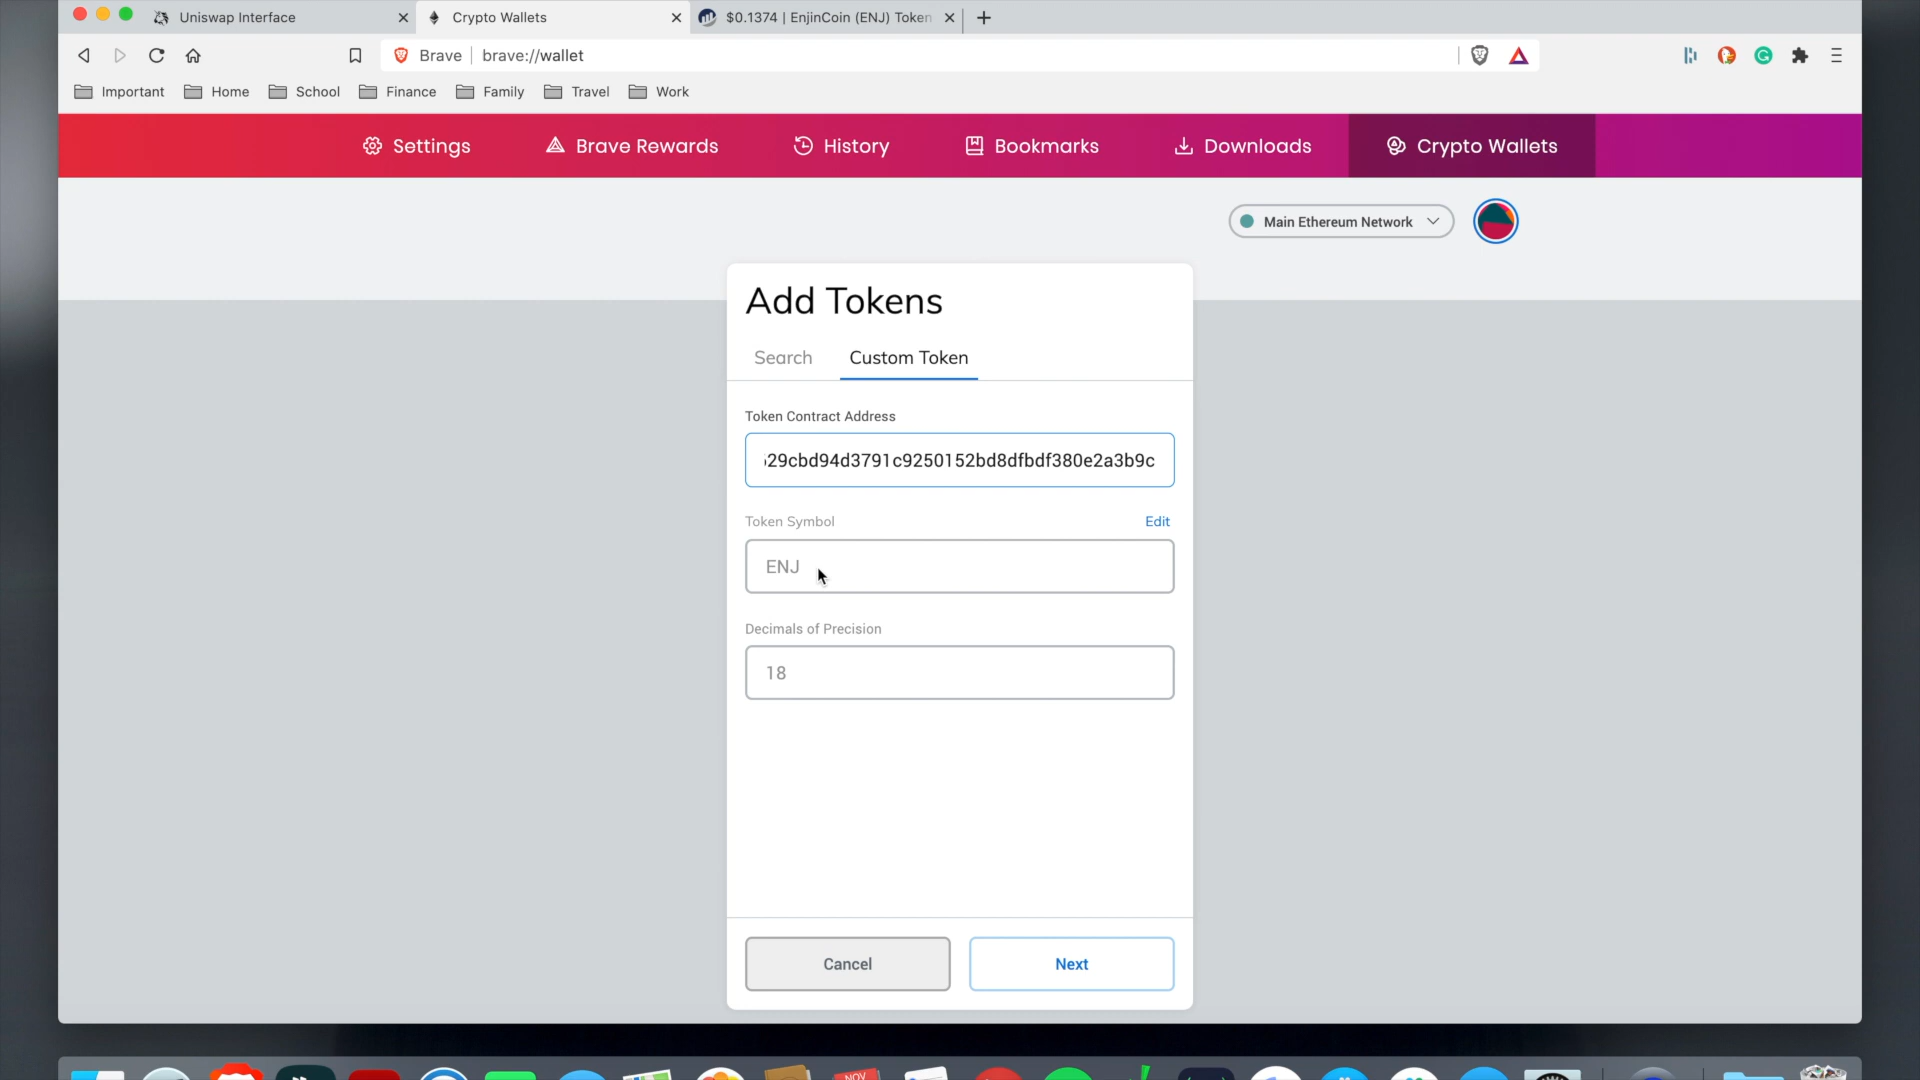 Uniswap Interface
Crypto Wallets
$0.1374 | EnjinCoin (ENJ) Token
Brave
brave://wallet
Important
Home
School
Finance
Family
Travel
Work
Settings
Brave Rewards
History
Bookmarks
Downloads
Crypto Wallets
Main Ethereum Network
Add Tokens
Search
Custom Token
Token Contract Address
29cbd94d3791c9250152bd8dfbdf380e2a3b9c
Token Symbol
Edit
ENJ
Decimals of Precision
18
Cancel
Next
NOV